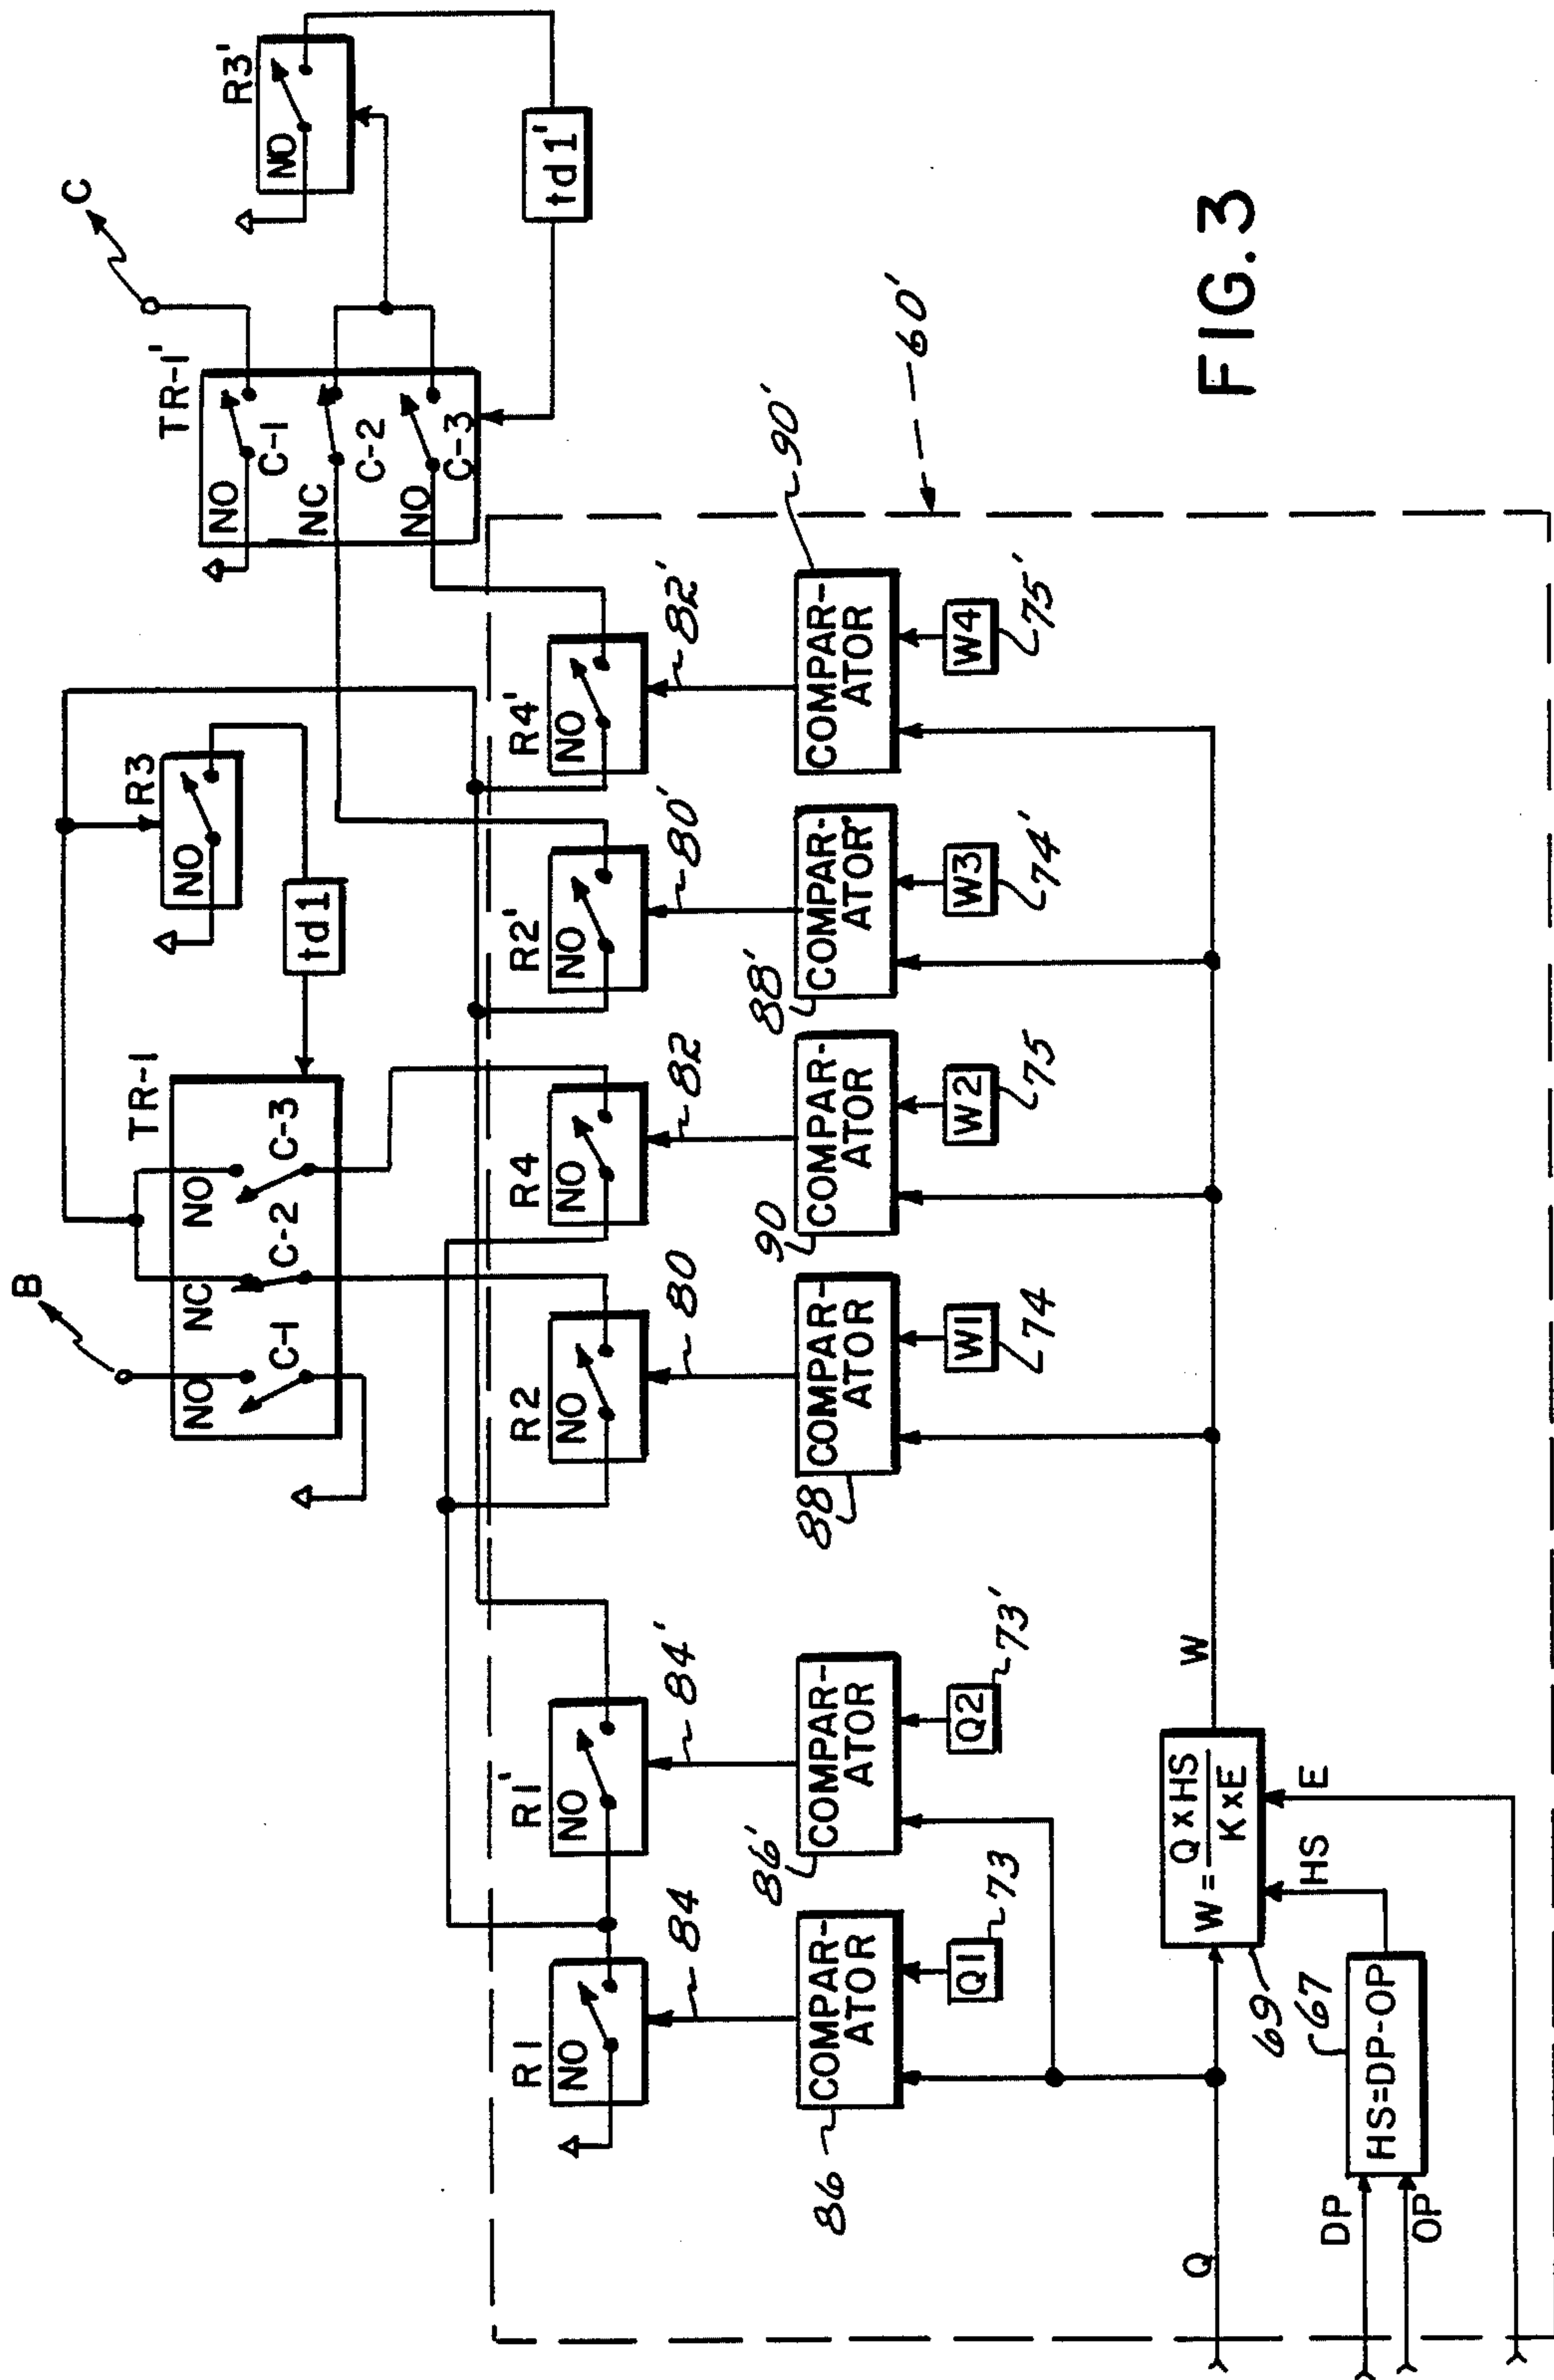 B
C
TR-1
NO
NC
NO
C-1
C-2
C-3
R3
NO
td1
TR-1'
NO
C-1
NC
C-2
NO
C-3
R3'
NO
td1'
R1
NO
84
R1'
NO
84'
R2
NO
80
R4
NO
82
R2'
NO
80'
R4'
NO
82'
60'
86
COMPAR-
ATOR
Q1
73
86'
COMPAR-
ATOR
Q2
73'
88
COMPAR-
ATOR
W1
74
90
COMPAR-
ATOR
W2
75
88'
COMPAR-
ATOR
W3
74'
90'
COMPAR-
ATOR
W4
75'
Q
W = Q x HS
K x E
W
69
HS
E
DP
OP
HS=DP-OP
67
FIG. 3